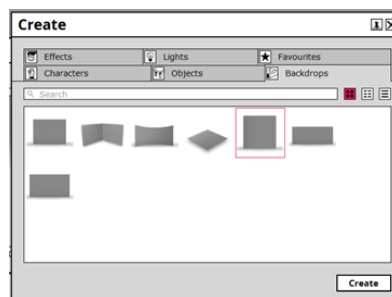 Create
Effects
Lights
Favourites
Characters
Objects
Backdrops
Search
Create